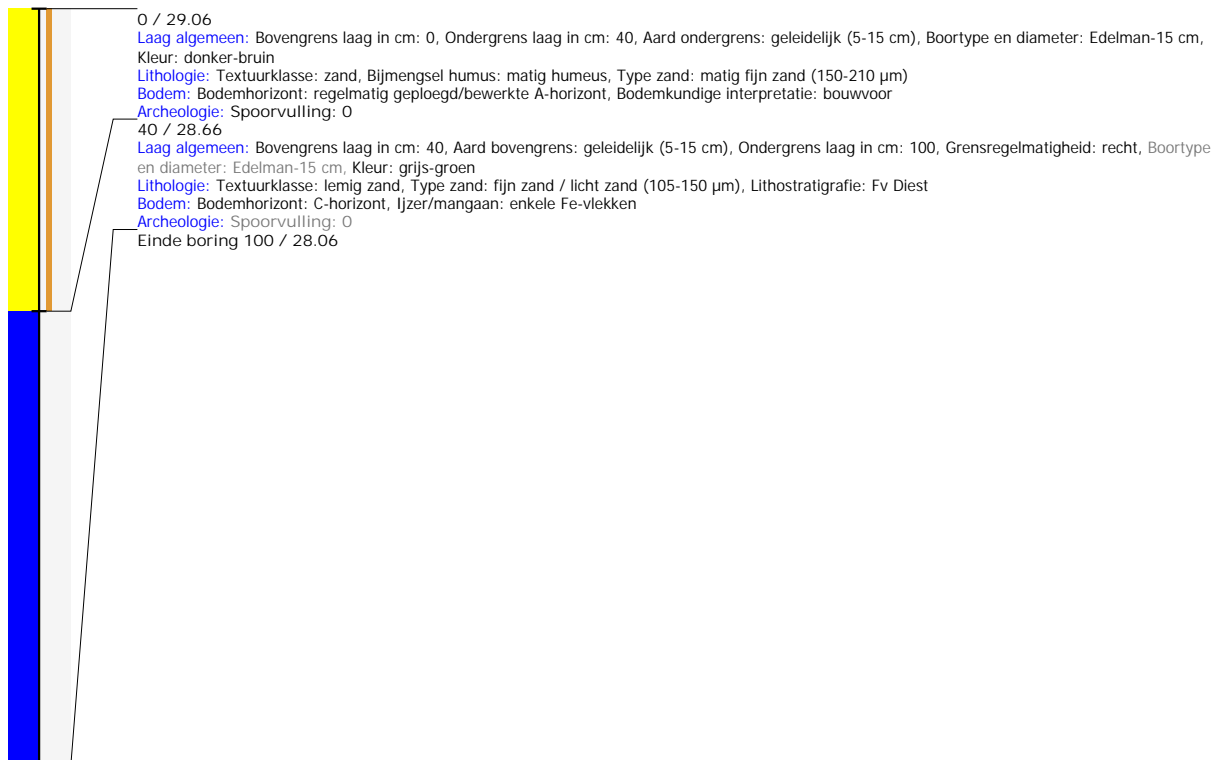 0 / 29.06
Laag algemeen: Bovengrens laag in cm: 0, Ondergrens laag in cm: 40, Aard ondergrens: geleidelijk (5-15 cm), Boortype en diameter: Edelman-15 cm,
Kleur: donker-bruin
Lithologie: Textuurklasse: zand, Bijmengsel humus: matig humeus, Type zand: matig fijn zand (150-210 µm)
Bodem: Bodemhorizont: regelmatig geploegd/bewerkte A-horizont, Bodemkundige interpretatie: bouwvoor
Archeologie: Spoorvulling: 0
40 / 28.66
Laag algemeen: Bovengrens laag in cm: 40, Aard bovengrens: geleidelijk (5-15 cm), Ondergrens laag in cm: 100, Grensregelmatigheid: recht, Boortype
en diameter: Edelman-15 cm, Kleur: grijs-groen
Lithologie: Textuurklasse: lemig zand, Type zand: fijn zand / licht zand (105-150 µm), Lithostratigrafie: Fv Diest
Bodem: Bodemhorizont: C-horizont, Ijzer/mangaan: enkele Fe-vlekken
Archeologie: Spoorvulling: 0
Einde boring 100 / 28.06